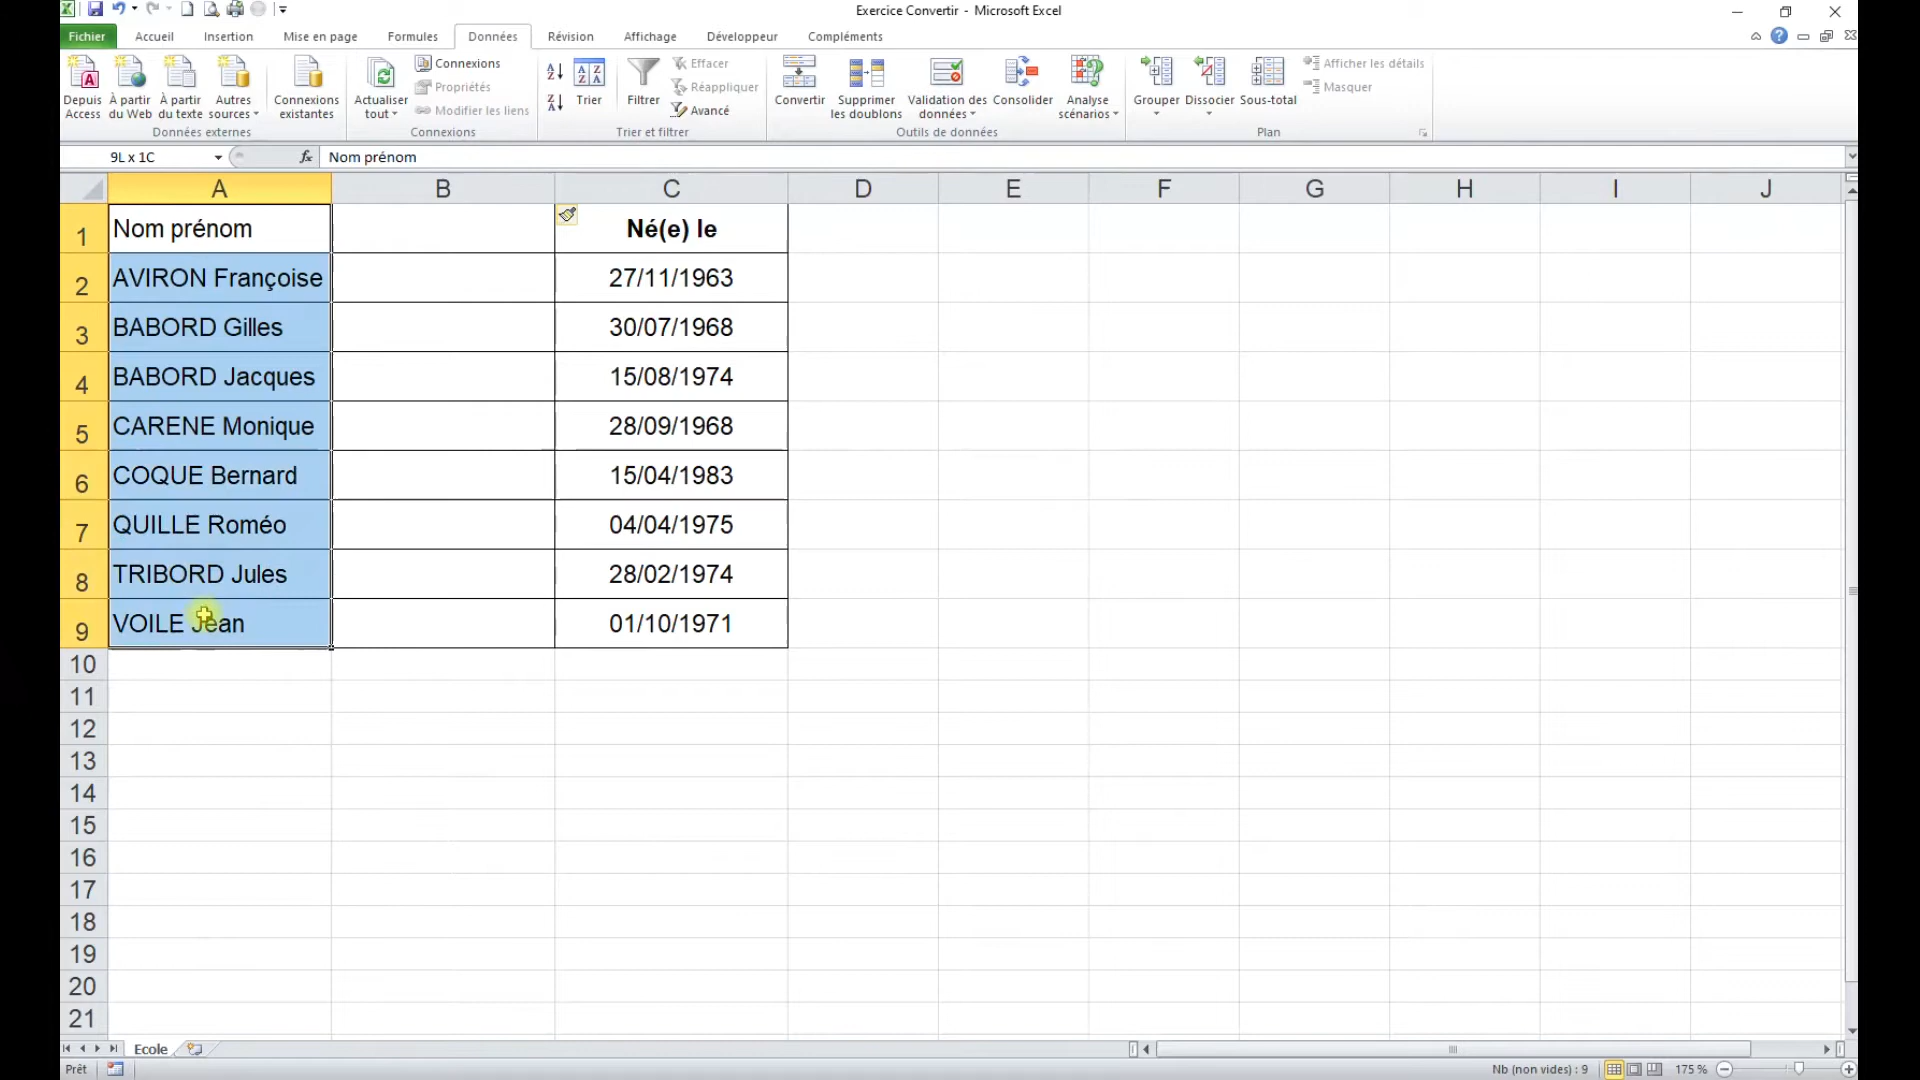 Exercice Convertir - Microsoft Excel
Fichier Accueil Insertion Mise en page Formules Données Révision Affichage Développeur Compléments
Depuis Access
À partir du Web
À partir du texte
Autres sources
Connexions existantes
Données externes
Actualiser tout
Connexions
Propriétés
Modifier les liens
Connexions
Trier
Filtrer
Effacer
Réappliquer
Avancé
Trier et filtrer
Convertir
Supprimer les doublons
Validation des données
Consolider
Analyse scénarios
Outils de données
Grouper
Dissocier
Sous-total
Afficher les détails
Masquer
Plan
9L x 1C fx Nom prénom
A B C D E F G H I J
1 Nom prénom Né(e) le
2 AVIRON Françoise 27/11/1963
3 BABORD Gilles 30/07/1968
4 BABORD Jacques 15/08/1974
5 CARENE Monique 28/09/1968
6 COQUE Bernard 15/04/1983
7 QUILLE Roméo 04/04/1975
8 TRIBORD Jules 28/02/1974
9 VOILE Jean 01/10/1971
10
11
12
13
14
15
16
17
18
19
20
21
Ecole
Prêt Nb (non vides) : 9 175 %